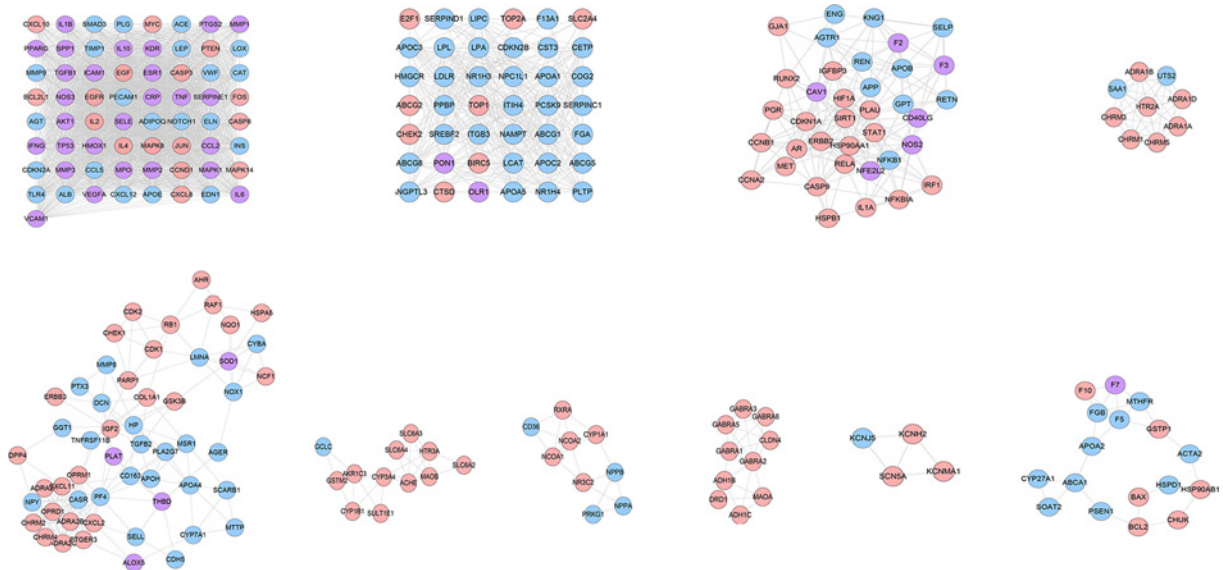 CXCL10 IL1B SMAD3 PLG MYC ACE PTGS2 MMP1
PPARG SPP1 TIMP1 IL10 KDR LEP PTEN LOX
MMP9 TGFB1 ICAM1 EGF ESR1 CASP3 VWF CAT
BCL2L1 NOS3 EGFR PECAM1 CRP TNF SERPINE1 FOS
AGT AKT1 IL2 SELE ADIPOQ NOTCH1 ELN CASP8
IFNG TP53 HMOX1 IL4 MAPK8 JUN CCL2 INS
CDKN2A MMP3 CCL5 MPO MMP2 CCND1 MAPK1 MAPK14
TLR4 ALB VEGFA CXCL12 APOE CXCL8 EDN1 IL6
VCAM1
E2F1 SERPIND1 LIPC TOP2A F13A1 SLC2A4
APOC3 LPL LPA CDKN2B CST3 CETP
HMGCR LDLR NR1H3 NPC1L1 APOA1 COG2
ABCG2 PPBP TOP1 ITIH4 PCSK9 SERPINC1
CHEK2 SREBF2 ITGB3 NAMPT ABCG1 FGA
ABCG8 PON1 BIRC5 LCAT APOC2 ABCG5
NGPTL3 CTSD OLR1 APOA5 NR1H4 PLTP
ENG KNG1 SELP
GJA1 AGTR1 F2
REN APOB F3
RUNX2 IGFBP3
CAV1 APP RETN
PGR HIF1A PLAU GPT
CDKN1A SIRT1 CD40LG
CCNB1 ERBB2 STAT1
AR HSP90AA1 NOS2
MET RELA NFKB1
CCNA2 NFE2L2
CASP9 IRF1
IL1A NFKBIA
HSPB1
ADRA1B UTS2
SAA1 ADRA1D
HTR2A
CHRM3 ADRA1A
CHRM1 CHRM5
AHR
CDK2 RAF1 HSPA5
CHEK1 RB1 NQO1
CDK1 CYBA
MMP8 LMNA SOD1
PTX3 PARP1 NCF1
ERBB3 DCN COL1A1 GSK3B NOX1
IGF2 HP
GGT1 TNFRSF11B TGFB2 MSR1
DPP4 PLAT PLA2G7 AGER
OPRM1 CD163 APOH
CXCL11 APOA4 SCARB1
NPY CASR PF4 THBD
OPRD1 MTTP
CHRM2 ADRA2B CXCL2
CHRM4 PTGER3 SELL CYP7A1
ADRA2C
ALOX5 CDH5
SLC6A3
GCLC SLC6A4 HTR3A
AKR1C3 SLC6A2
GSTM2 CYP3A4 MAOB
ACHE
CYP1B1 SULT1E1
RXRA
CD36 NCOA2 CYP1A1
NCOA1 NPPB
NR3C2
PRKG1 NPPA
GABRA3
GABRA5 GABRA6
CLDN4
GABRA1
GABRA2
ADH1B
DRD1 MAOA
ADH1C
KCNJ5 KCNH2
SCN5A KCNMA1
F10 F7
MTHFR
FGB F5
GSTP1
APOA2 ACTA2
CYP27A1 ABCA1 HSPD1
BAX HSP90AB1
SOAT2 PSEN1
BCL2 CHUK